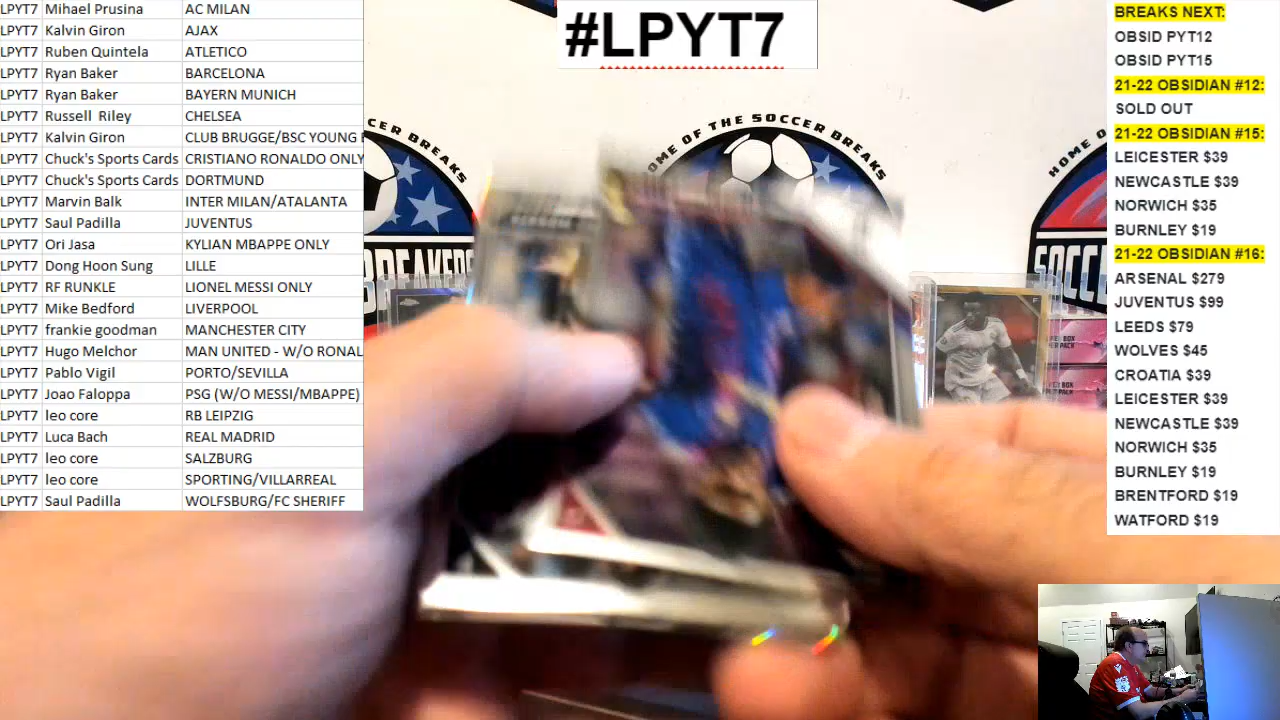 LPYT7 Mihael Prusina AC MILAN
LPYT7 Kalvin Giron AJAX
LPYT7 Ruben Quintela ATLETICO
LPYT7 Ryan Baker BARCELONA
LPYT7 Ryan Baker BAYERN MUNICH
LPYT7 Russell Riley CHELSEA
LPYT7 Kalvin Giron CLUB BRUGGE/BSC YOUNG
LPYT7 Chuck's Sports Cards CRISTIANO RONALDO ONLY
LPYT7 Chuck's Sports Cards DORTMUND
LPYT7 Marvin Balk INTER MILAN/ATALANTA
LPYT7 Saul Padilla JUVENTUS
LPYT7 Ori Jasa KYLIAN MBAPPE ONLY
LPYT7 Dong Hoon Sung LILLE
LPYT7 RF RUNKLE LIONEL MESSI ONLY
LPYT7 Mike Bedford LIVERPOOL
LPYT7 frankie goodman MANCHESTER CITY
LPYT7 Hugo Melchor MAN UNITED - W/O RONAL
LPYT7 Pablo Vigil PORTO/SEVILLA
LPYT7 Joao Faloppa PSG (W/O MESSI/MBAPPE)
LPYT7 leo core RB LEIPZIG
LPYT7 Luca Bach REAL MADRID
LPYT7 leo core SALZBURG
LPYT7 leo core SPORTING/VILLARREAL
LPYT7 Saul Padilla WOLFSBURG/FC SHERIFF
#LPYT7
CER BREAKS
BREAKERS
OME OF THE SOCCER BREAKS
HOME O
SOCC
BREAKS NEXT:
OBSID PYT12
OBSID PYT15
21-22 OBSIDIAN #12:
SOLD OUT
21-22 OBSIDIAN #15:
LEICESTER $39
NEWCASTLE $39
NORWICH $35
BURNLEY $19
21-22 OBSIDIAN #16:
ARSENAL $279
JUVENTUS $99
LEEDS $79
WOLVES $45
CROATIA $39
LEICESTER $39
NEWCASTLE $39
NORWICH $35
BURNLEY $19
BRENTFORD $19
WATFORD $19